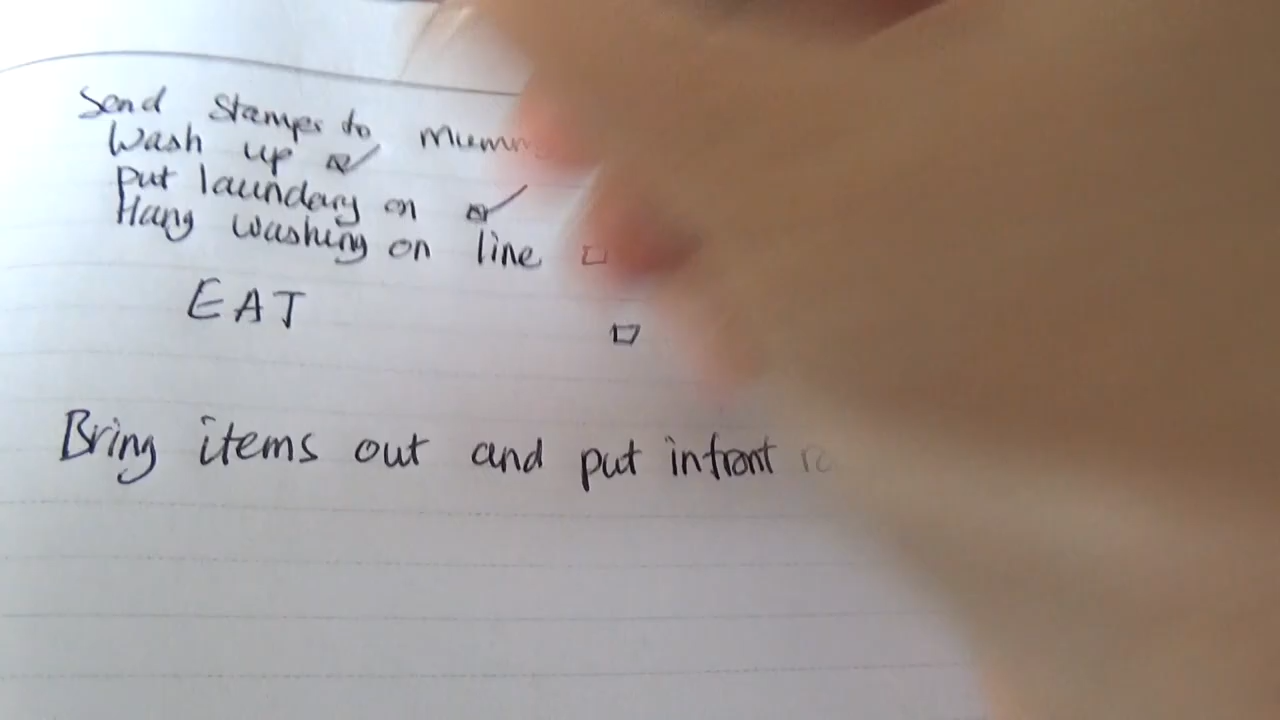 Send Stamps to mumm
Wash up
put laundary on
Hang washing on line
EAT
Bring items out and put infront